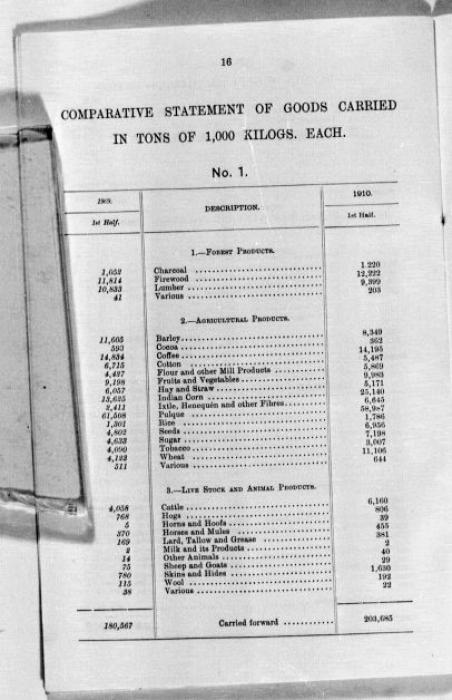 16
COMPARATIVE STATEMENT OF GOODS CARRIED
IN TONS OF 1,000 KILOGS. EACH.
No. 1.
1909. DESCRIPTION. 1910.
1st Half. 1st Half.
1.—FOREST PRODUCTS.
1,052 Charcoal 1 220
11,814 Firewood 12,222
10,833 Lumber 9,399
41 Various 203
2.—AGRICULTURAL PRODUCTS.
11,605 Barley 8,349
593 Cocoa 362
14,834 Coffee 14,195
6,715 Cotton 5,487
4,427 Flour and other Mill Products 5,869
9,198 Fruits and Vegetables 9,983
6,057 Hay and Straw 5,171
13,625 Indian Corn 25,140
2,411 Ixtle, Henequén and other Fibres 6,645
61,508 Pulque 58,987
1,301 Rice 1,786
4,802 Seeds 6,956
4,633 Sugar 7,198
4,090 Tobacco 3,007
4,123 Wheat 11,106
511 Various 644
3.—LIVE STOCK AND ANIMAL PRODUCTS.
4,058 Cattle 6,160
768 Hogs 806
5 Horns and Hoofs 39
370 Horses and Mules 455
169 Lard, Tallow and Grease 381
2 Milk and its Products 2
14 Other Animals 40
75 Sheep and Goats 29
780 Skins and Hides 1,630
115 Wool 192
38 Various 22
180,567 Carried forward 203,685